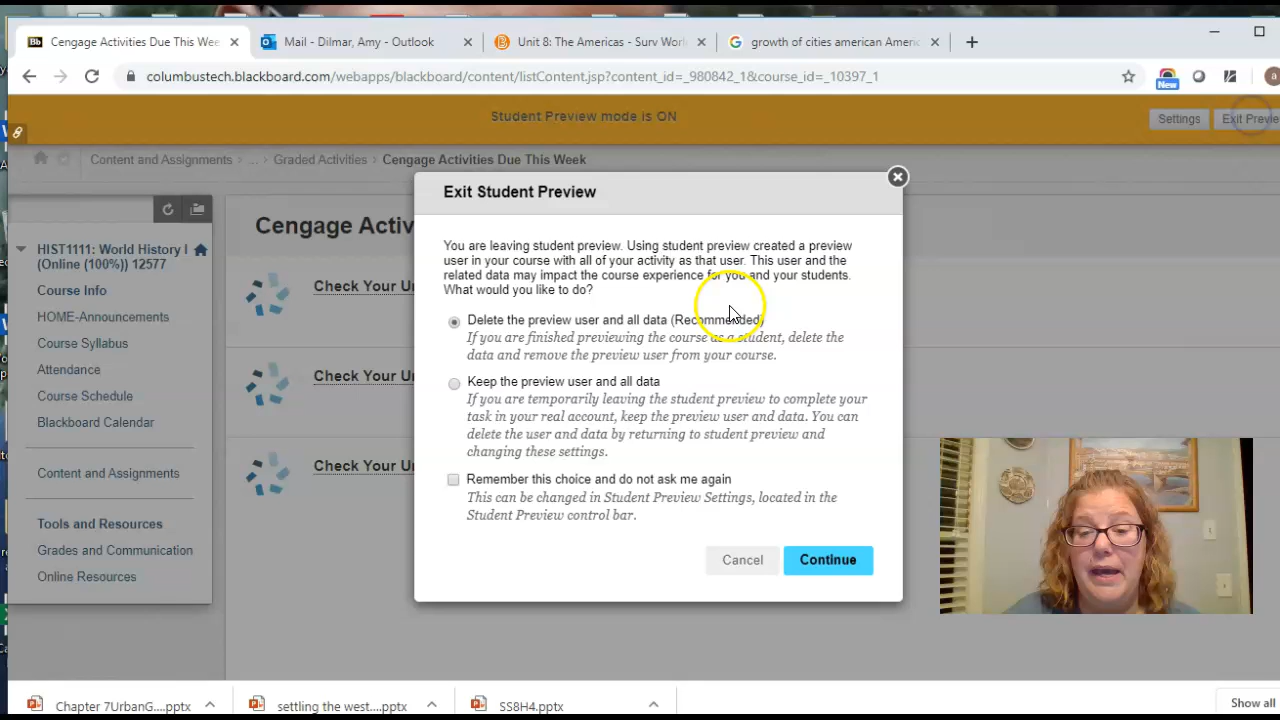 Cengage Activities Due This Wee
Mail - Dilmar, Amy - Outlook
Unit 8: The Americas - Surv Worl
growth of cities american Ameri
columbustech.blackboard.com/webapps/blackboard/content/listContent.jsp?content_id=_980842_1&course_id=_10397_1
New
a
Student Preview mode is ON
Settings
Exit Previe
Content and Assignments > ... > Graded Activities > Cengage Activities Due This Week
HIST1111: World History I
(Online (100%)) 12577
Course Info
HOME-Announcements
Course Syllabus
Attendance
Course Schedule
Blackboard Calendar
Content and Assignments
Tools and Resources
Grades and Communication
Online Resources
Cengage Activ
Check Your Un
Check Your Un
Check Your Un
Exit Student Preview
You are leaving student preview. Using student preview created a preview
user in your course with all of your activity as that user. This user and the
related data may impact the course experience for you and your students.
What would you like to do?
Delete the preview user and all data (Recommended)
If you are finished previewing the course as a student, delete the
data and remove the preview user from your course.
Keep the preview user and all data
If you are temporarily leaving the student preview to complete your
task in your real account, keep the preview user and data. You can
delete the user and data by returning to student preview and
changing these settings.
Remember this choice and do not ask me again
This can be changed in Student Preview Settings, located in the
Student Preview control bar.
Cancel
Continue
Chapter 7UrbanG....pptx
settling the west....pptx
SS8H4.pptx
Show all